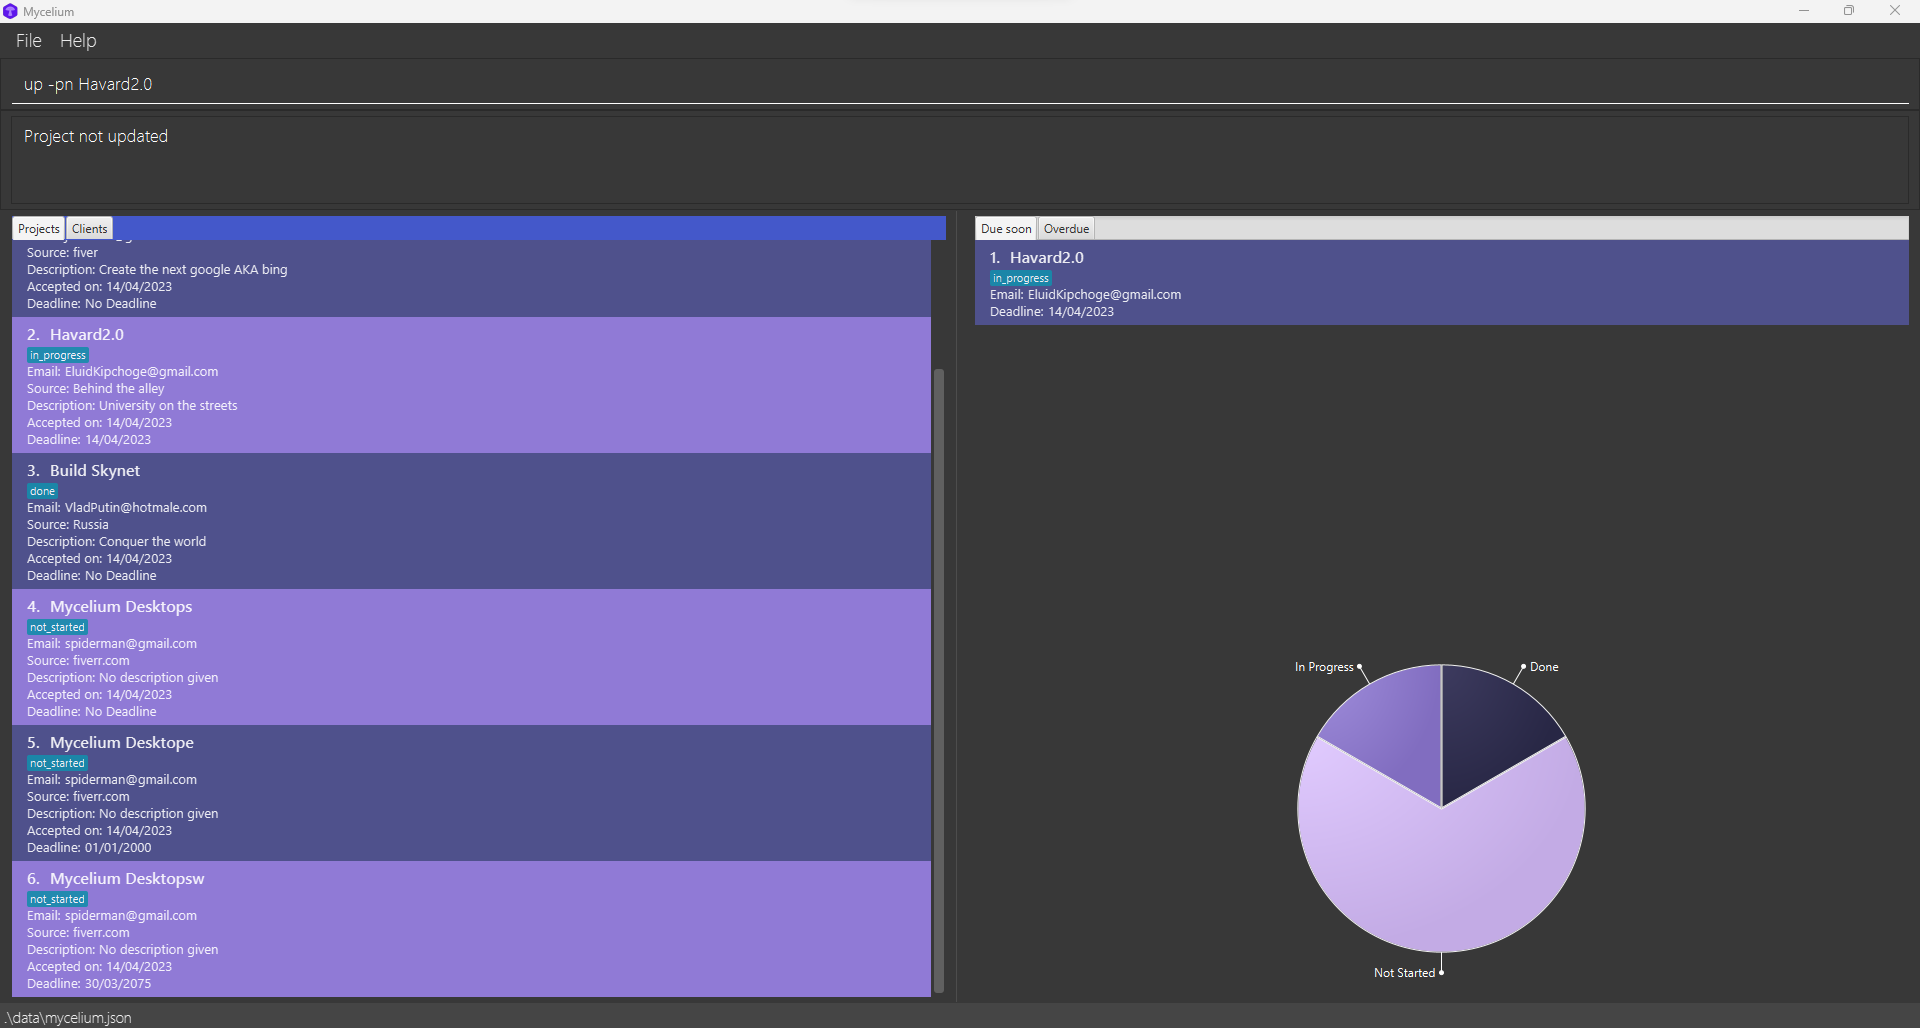 Mycelium
File Help
up -pn Havard2.0
Project not updated
Projects Clients
Source: fiver
Description: Create the next google AKA bing
Accepted on: 14/04/2023
Deadline: No Deadline
2. Havard2.0
in_progress
Email: EluidKipchoge@gmail.com
Source: Behind the alley
Description: University on the streets
Accepted on: 14/04/2023
Deadline: 14/04/2023
3. Build Skynet
done
Email: VladPutin@hotmale.com
Source: Russia
Description: Conquer the world
Accepted on: 14/04/2023
Deadline: No Deadline
4. Mycelium Desktops
not_started
Email: spiderman@gmail.com
Source: fiverr.com
Description: No description given
Accepted on: 14/04/2023
Deadline: No Deadline
5. Mycelium Desktope
not_started
Email: spiderman@gmail.com
Source: fiverr.com
Description: No description given
Accepted on: 14/04/2023
Deadline: 01/01/2000
6. Mycelium Desktopsw
not_started
Email: spiderman@gmail.com
Source: fiverr.com
Description: No description given
Accepted on: 14/04/2023
Deadline: 30/03/2075
Due soon Overdue
1. Havard2.0
in_progress
Email: EluidKipchoge@gmail.com
Deadline: 14/04/2023
In Progress
Done
Not Started
.\data\mycelium.json